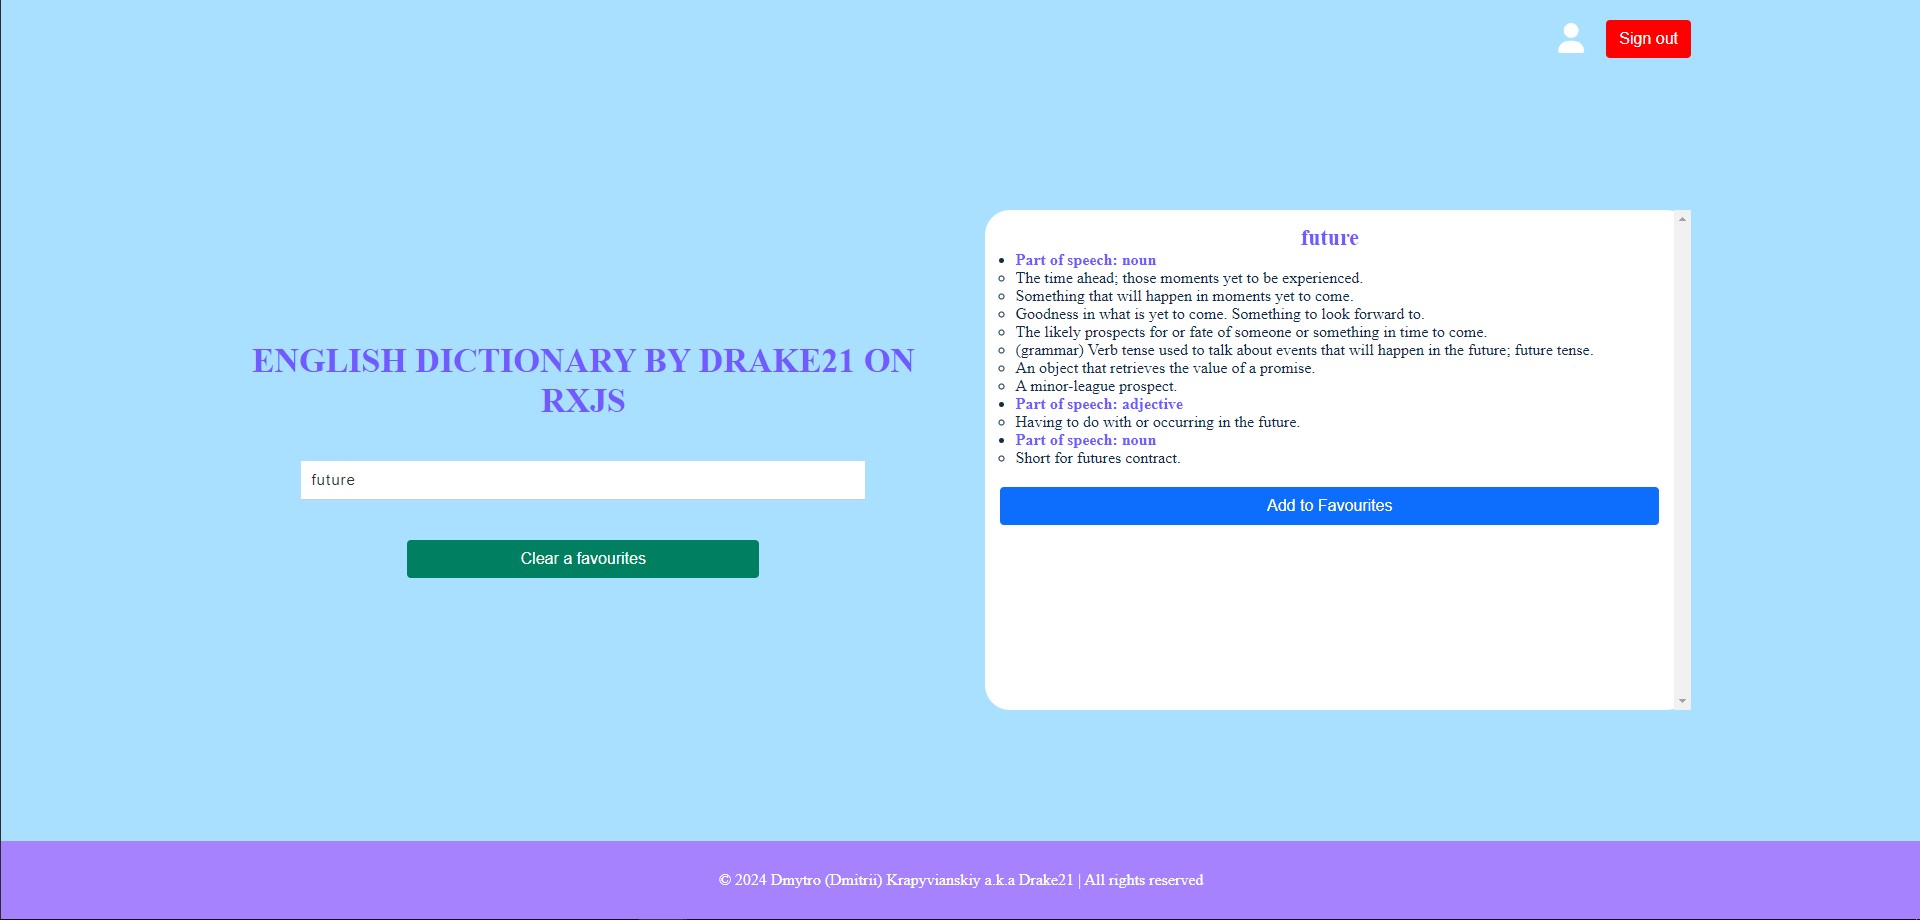 Sign out
ENGLISH DICTIONARY BY DRAKE21 ON
RXJS
future
Clear a favourites
future
Part of speech: noun
The time ahead; those moments yet to be experienced.
Something that will happen in moments yet to come.
Goodness in what is yet to come. Something to look forward to.
The likely prospects for or fate of someone or something in time to come.
(grammar) Verb tense used to talk about events that will happen in the future; future tense.
An object that retrieves the value of a promise.
A minor-league prospect.
Part of speech: adjective
Having to do with or occurring in the future.
Part of speech: noun
Short for futures contract.
Add to Favourites
© 2024 Dmytro (Dmitrii) Krapyvianskiy a.k.a Drake21 | All rights reserved